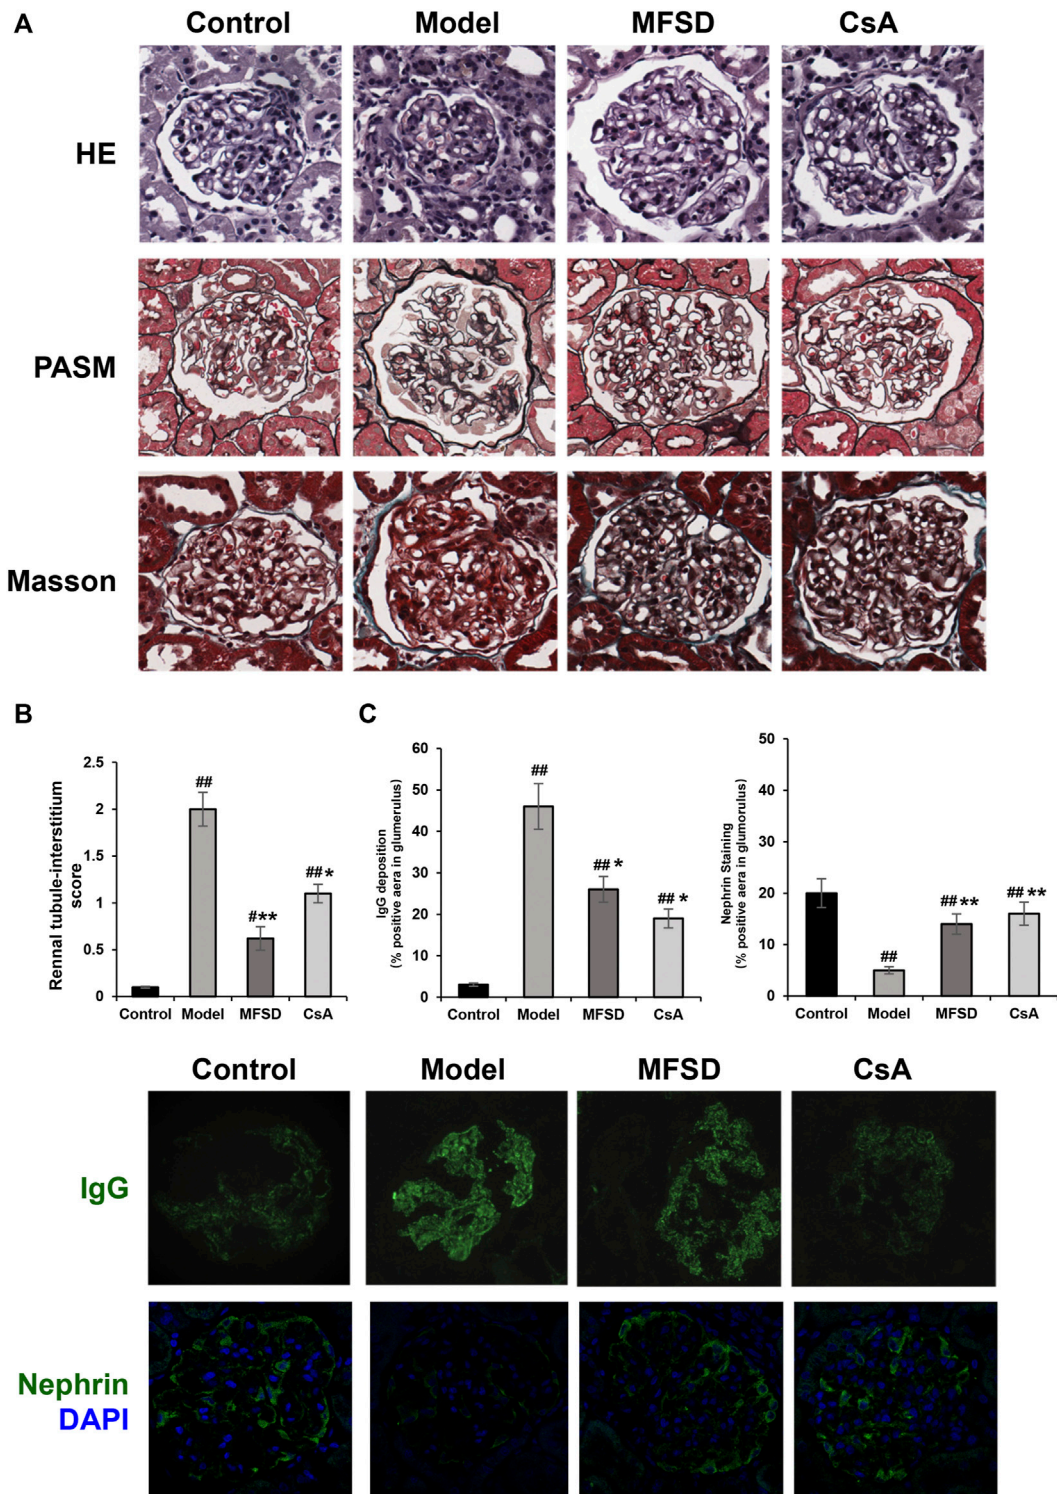 A
Control Model MFSD CsA
HE
PASM
Masson
B
Rennal tubule-interstitium
score
2.5
2
1.5
1
0.5
0
##
#**
##*
Control Model MFSD CsA
C
IgG deposition
(% positive aera in glumerulus)
60
50
40
30
20
10
0
##
## *
## *
Control Model MFSD CsA
Nephrin Staining
(% positive aera in glumorulus)
50
40
30
20
10
0
##
##**
##**
Control Model MFSD CsA
Control Model MFSD CsA
IgG
Nephrin
DAPI